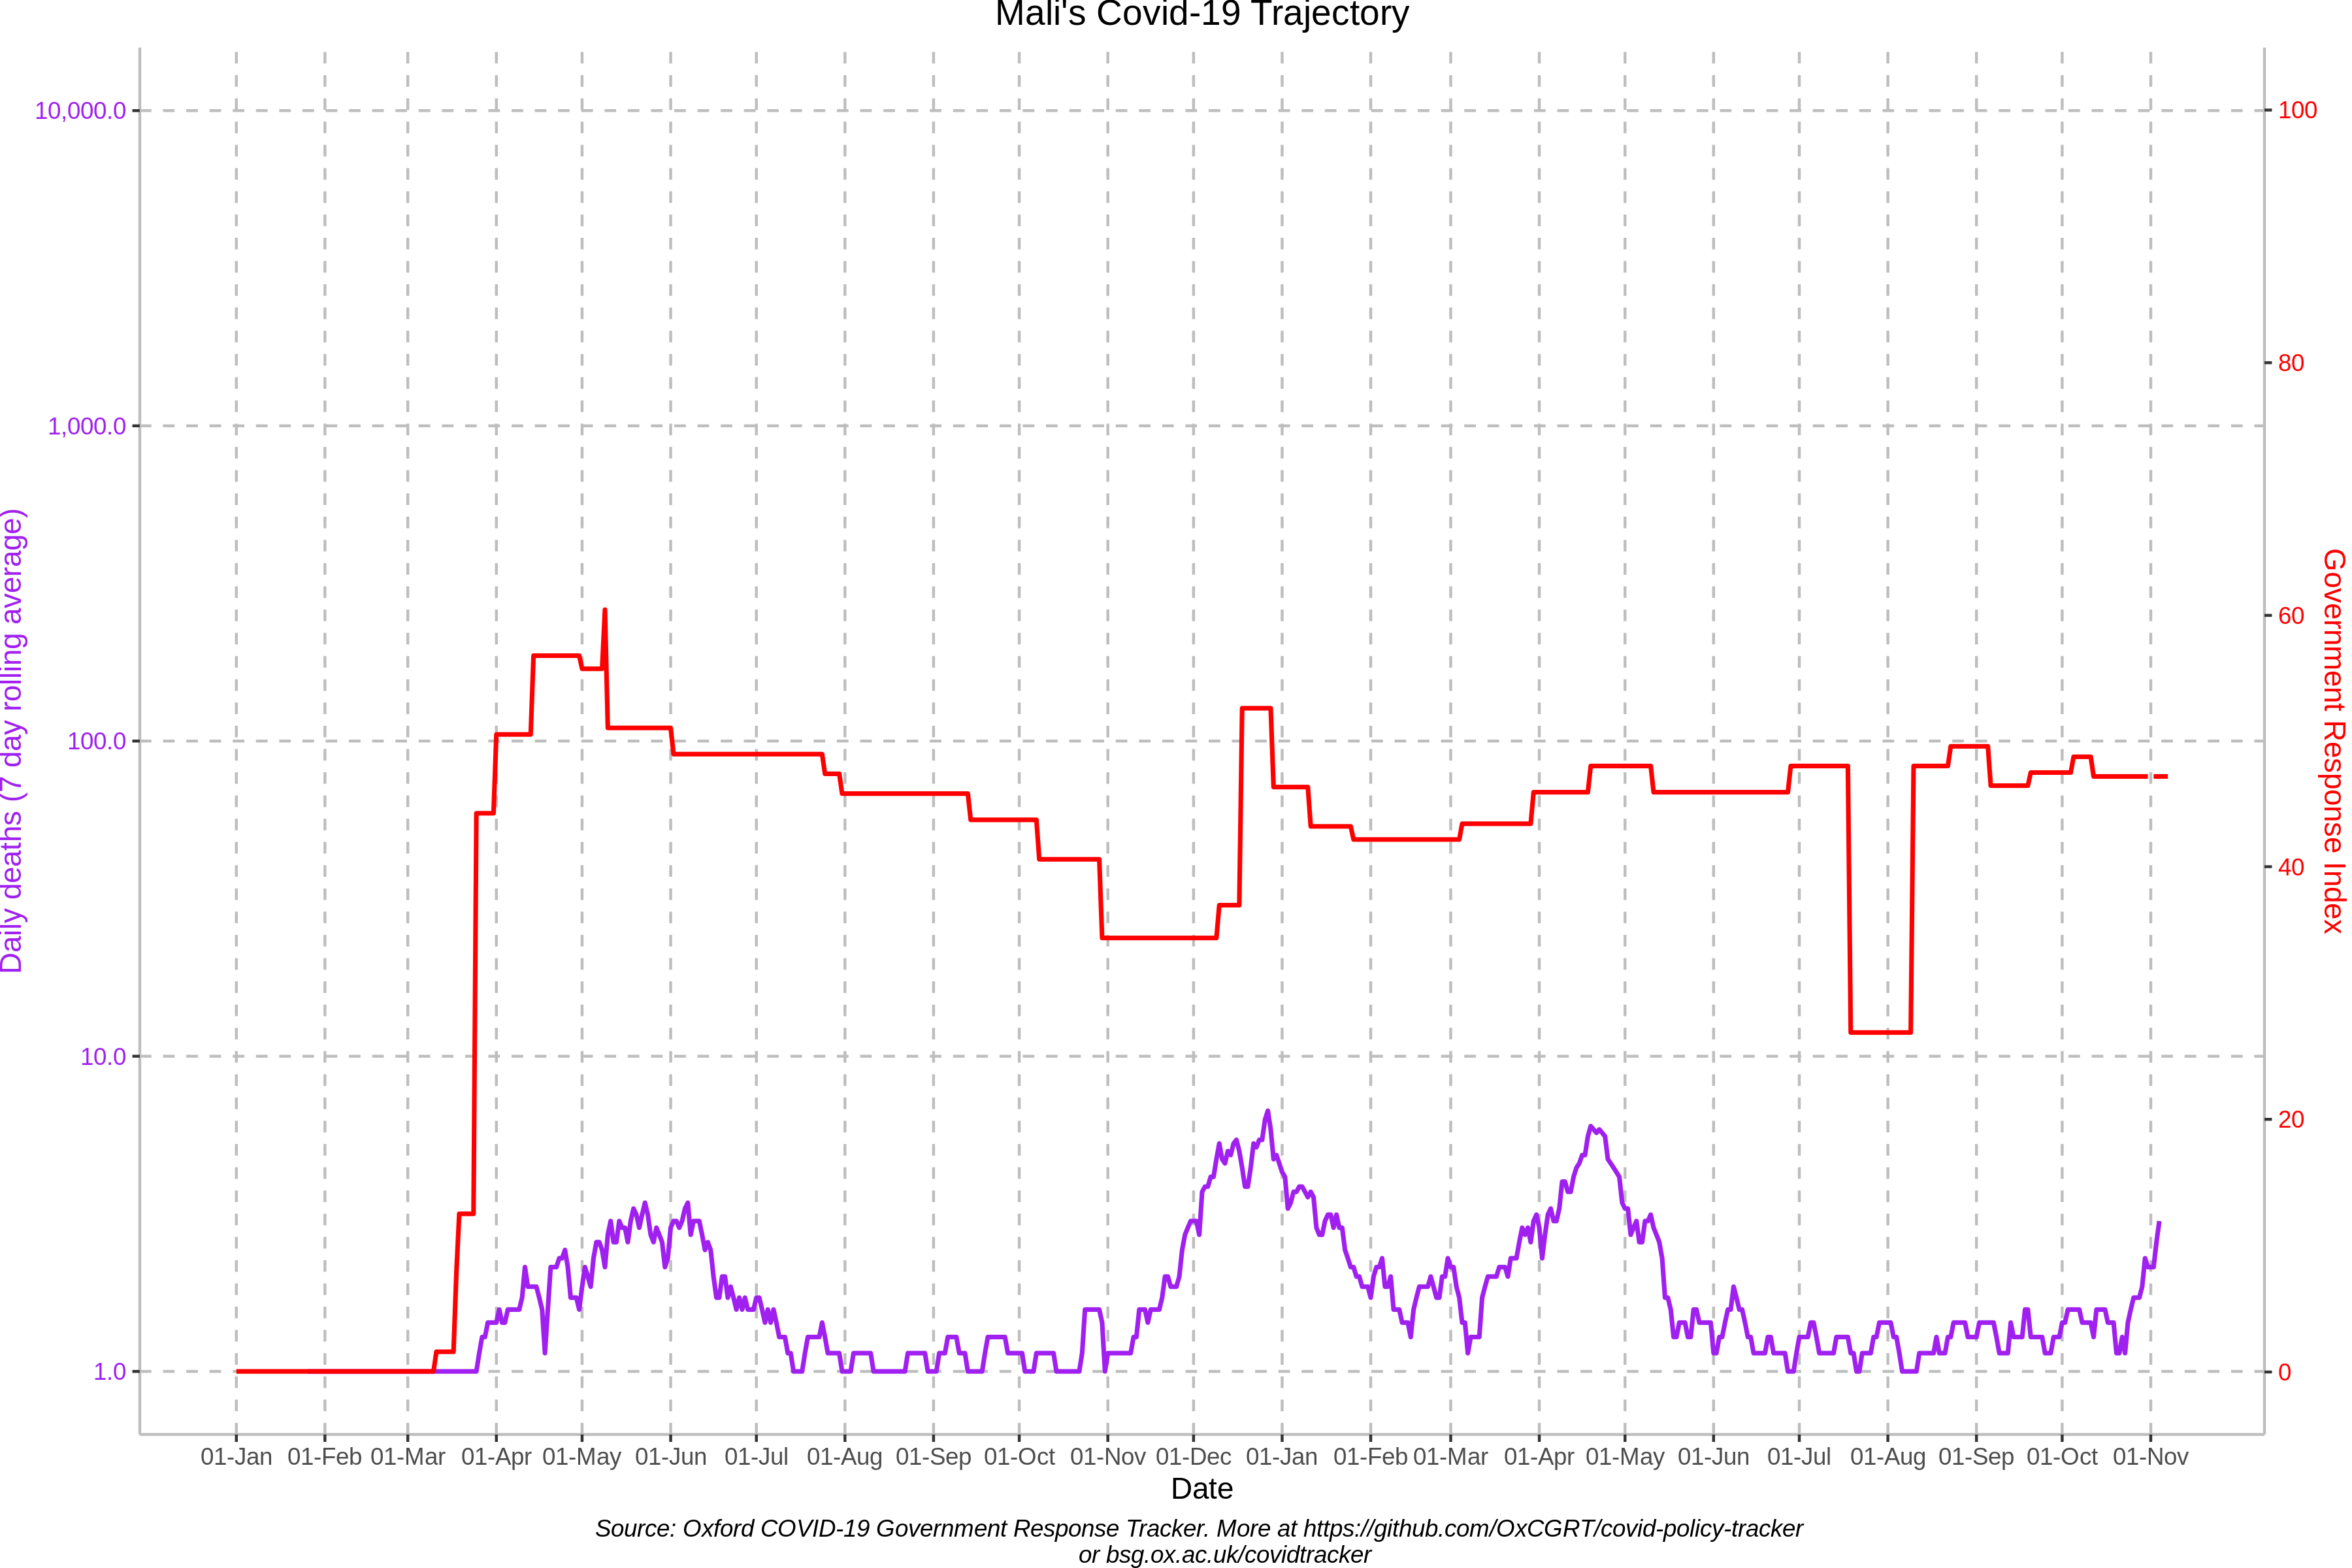 Mali's Covid-19 Trajectory
10,000.0
1,000.0
100.0
10.0
1.0
Daily deaths (7 day rolling average)
100
80
60
40
20
0
Government Response Index
01-Jan 01-Feb 01-Mar 01-Apr 01-May 01-Jun 01-Jul 01-Aug 01-Sep 01-Oct 01-Nov 01-Dec 01-Jan 01-Feb 01-Mar 01-Apr 01-May 01-Jun 01-Jul 01-Aug 01-Sep 01-Oct 01-Nov
Date
Source: Oxford COVID-19 Government Response Tracker. More at https://github.com/OxCGRT/covid-policy-tracker
or bsg.ox.ac.uk/covidtracker